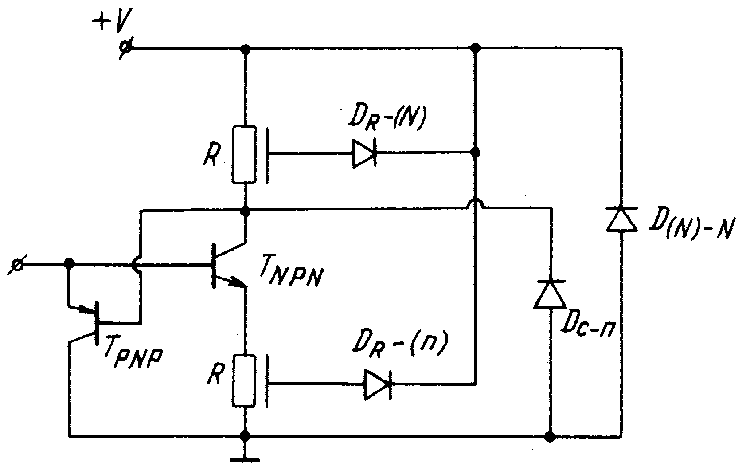 +V
D_R-(N)
R
D_(N)-N
T_NPN
D_C-n
T_PNP
D_R-(n)
R